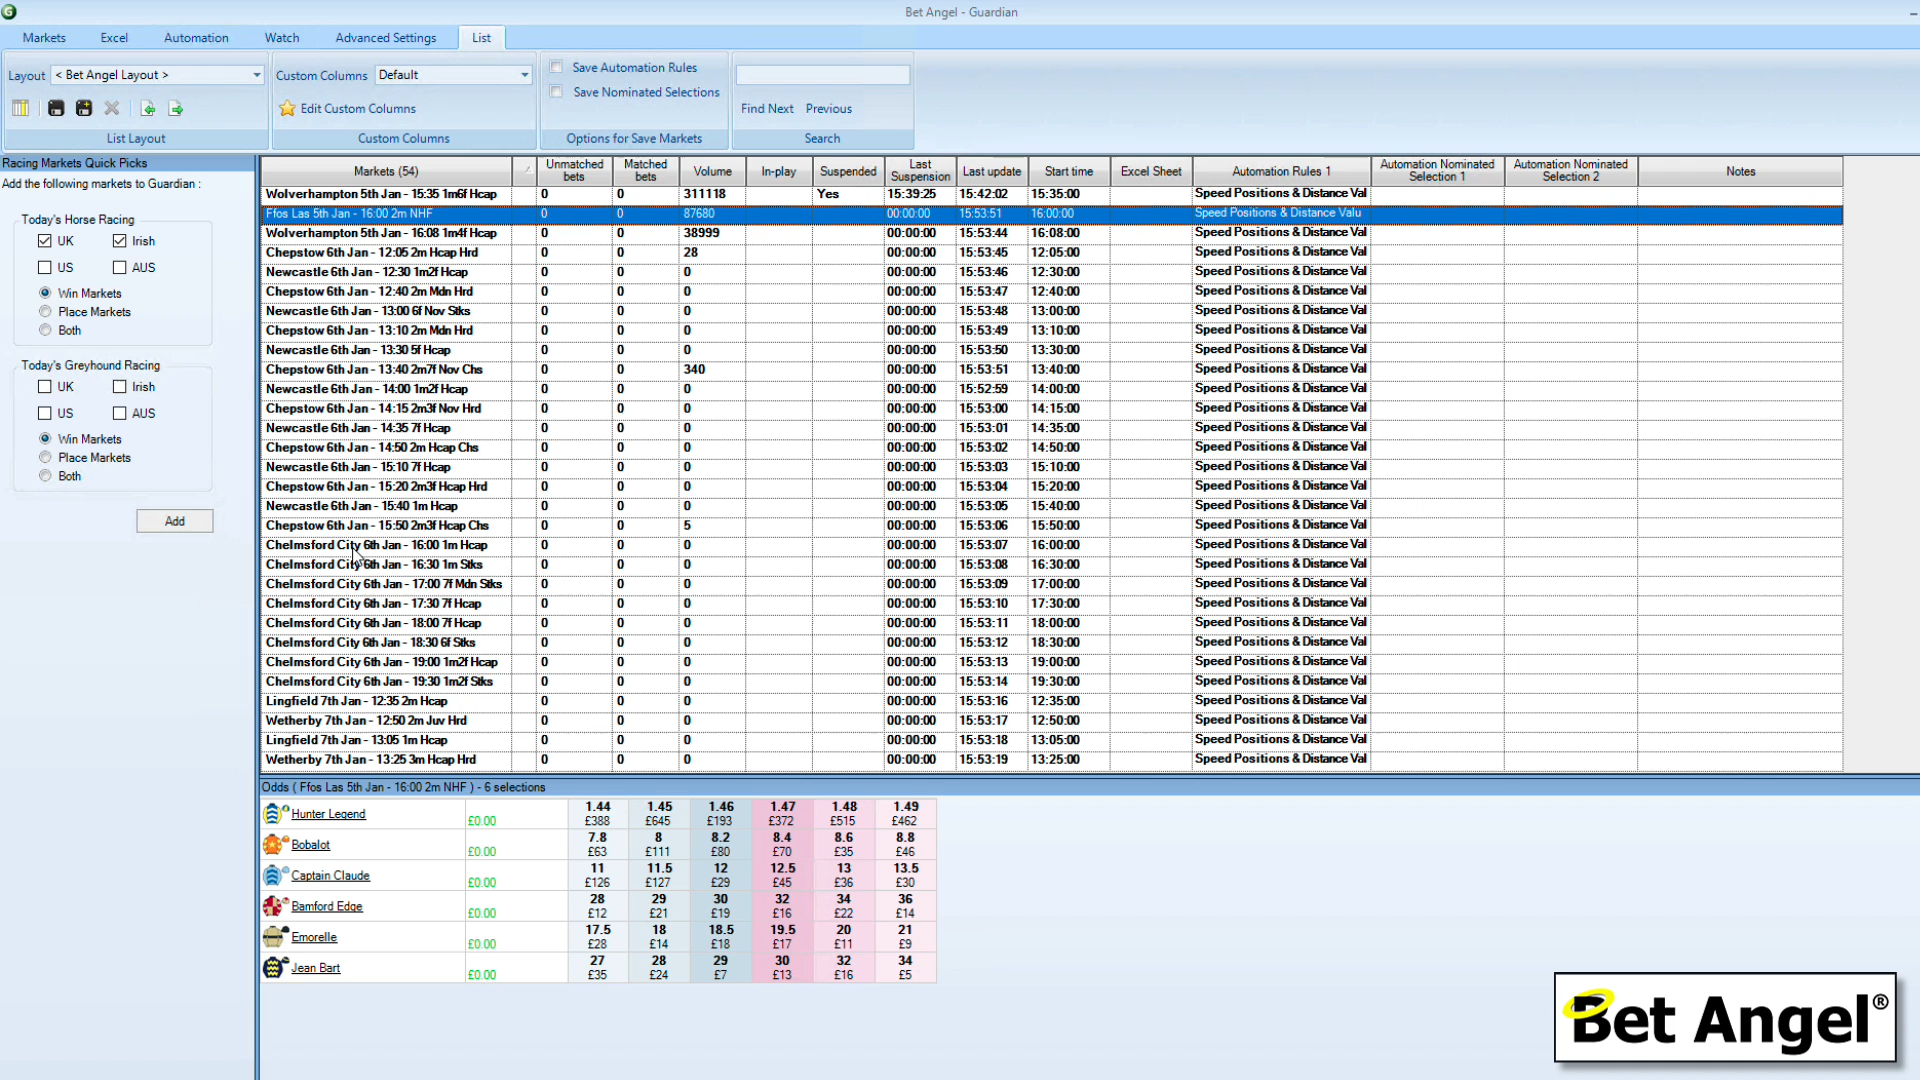 Bet Angel - Guardian
Markets Excel Automation Watch Advanced Settings List
Layout < Bet Angel Layout > Custom Columns Default Save Automation Rules
Save Nominated Selections
Edit Custom Columns Find Next Previous
List Layout Custom Columns Options for Save Markets Search
Racing Markets Quick Picks
Add the following markets to Guardian :
Today's Horse Racing
UK Irish
US AUS
Win Markets
Place Markets
Both
Today's Greyhound Racing
UK Irish
US AUS
Win Markets
Place Markets
Both
Add
Markets (54) Unmatched bets Matched bets Volume In-play Suspended Last Suspension Last update Start time Excel Sheet Automation Rules 1 Automation Nominated Selection 1 Automation Nominated Selection 2 Notes
Wolverhampton 5th Jan - 15:35 1m6f Hcap 0 0 311118 Yes 15:39:25 15:42:02 15:35:00 Speed Positions & Distance Val
Ffos Las 5th Jan - 16:00 2m NHF 0 0 87680 00:00:00 15:53:51 16:00:00 Speed Positions & Distance Valu
Wolverhampton 5th Jan - 16:08 1m4f Hcap 0 0 38999 00:00:00 15:53:44 16:08:00 Speed Positions & Distance Val
Chepstow 6th Jan - 12:05 2m Hcap Hrd 0 0 28 00:00:00 15:53:45 12:05:00 Speed Positions & Distance Val
Newcastle 6th Jan - 12:30 1m2f Hcap 0 0 0 00:00:00 15:53:46 12:30:00 Speed Positions & Distance Val
Chepstow 6th Jan - 12:40 2m Mdn Hrd 0 0 0 00:00:00 15:53:47 12:40:00 Speed Positions & Distance Val
Newcastle 6th Jan - 13:00 6f Nov Stks 0 0 0 00:00:00 15:53:48 13:00:00 Speed Positions & Distance Val
Chepstow 6th Jan - 13:10 2m Mdn Hrd 0 0 0 00:00:00 15:53:49 13:10:00 Speed Positions & Distance Val
Newcastle 6th Jan - 13:30 5f Hcap 0 0 0 00:00:00 15:53:50 13:30:00 Speed Positions & Distance Val
Chepstow 6th Jan - 13:40 2m7f Nov Chs 0 0 340 00:00:00 15:53:51 13:40:00 Speed Positions & Distance Val
Newcastle 6th Jan - 14:00 1m2f Hcap 0 0 0 00:00:00 15:52:59 14:00:00 Speed Positions & Distance Val
Chepstow 6th Jan - 14:15 2m3f Nov Hrd 0 0 0 00:00:00 15:53:00 14:15:00 Speed Positions & Distance Val
Newcastle 6th Jan - 14:35 7f Hcap 0 0 0 00:00:00 15:53:01 14:35:00 Speed Positions & Distance Val
Chepstow 6th Jan - 14:50 2m Hcap Chs 0 0 0 00:00:00 15:53:02 14:50:00 Speed Positions & Distance Val
Newcastle 6th Jan - 15:10 7f Hcap 0 0 0 00:00:00 15:53:03 15:10:00 Speed Positions & Distance Val
Chepstow 6th Jan - 15:20 2m3f Hcap Hrd 0 0 0 00:00:00 15:53:04 15:20:00 Speed Positions & Distance Val
Newcastle 6th Jan - 15:40 1m Hcap 0 0 0 00:00:00 15:53:05 15:40:00 Speed Positions & Distance Val
Chepstow 6th Jan - 15:50 2m3f Hcap Chs 0 0 5 00:00:00 15:53:06 15:50:00 Speed Positions & Distance Val
Chelmsford City 6th Jan - 16:00 1m Hcap 0 0 0 00:00:00 15:53:07 16:00:00 Speed Positions & Distance Val
Chelmsford City 6th Jan - 16:30 1m Stks 0 0 0 00:00:00 15:53:08 16:30:00 Speed Positions & Distance Val
Chelmsford City 6th Jan - 17:00 7f Mdn Stks 0 0 0 00:00:00 15:53:09 17:00:00 Speed Positions & Distance Val
Chelmsford City 6th Jan - 17:30 7f Hcap 0 0 0 00:00:00 15:53:10 17:30:00 Speed Positions & Distance Val
Chelmsford City 6th Jan - 18:00 7f Hcap 0 0 0 00:00:00 15:53:11 18:00:00 Speed Positions & Distance Val
Chelmsford City 6th Jan - 18:30 6f Stks 0 0 0 00:00:00 15:53:12 18:30:00 Speed Positions & Distance Val
Chelmsford City 6th Jan - 19:00 1m2f Hcap 0 0 0 00:00:00 15:53:13 19:00:00 Speed Positions & Distance Val
Chelmsford City 6th Jan - 19:30 1m2f Stks 0 0 0 00:00:00 15:53:14 19:30:00 Speed Positions & Distance Val
Lingfield 7th Jan - 12:35 2m Hcap 0 0 0 00:00:00 15:53:16 12:35:00 Speed Positions & Distance Val
Wetherby 7th Jan - 12:50 2m Juv Hrd 0 0 0 00:00:00 15:53:17 12:50:00 Speed Positions & Distance Val
Lingfield 7th Jan - 13:05 1m Hcap 0 0 0 00:00:00 15:53:18 13:05:00 Speed Positions & Distance Val
Wetherby 7th Jan - 13:25 3m Hcap Hrd 0 0 0 00:00:00 15:53:19 13:25:00 Speed Positions & Distance Val
Odds ( Ffos Las 5th Jan - 16:00 2m NHF ) - 6 selections
Hunter Legend 1.44 1.45 1.46 1.47 1.48 1.49
£0.00 £388 £645 £193 £372 £515 £462
Bobalot 7.8 8 8.2 8.4 8.6 8.8
£0.00 £63 £111 £80 £70 £35 £46
Captain Claude 11 11.5 12 12.5 13 13.5
£0.00 £126 £127 £29 £45 £36 £30
Bamford Edge 28 29 30 32 34 36
£0.00 £12 £21 £19 £16 £22 £14
Emorelle 17.5 18 18.5 19.5 20 21
£0.00 £28 £14 £18 £17 £11 £9
Jean Bart 27 28 29 30 32 34
£0.00 £35 £24 £7 £13 £16 £5
Bet Angel®